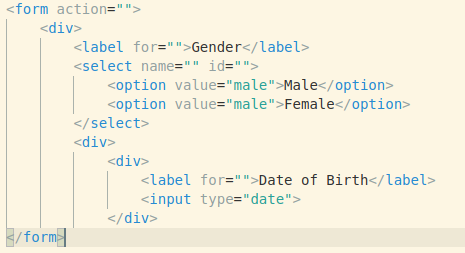 <form action="">
    <div>
        <label for="">Gender</label>
        <select name="" id="">
            <option value="male">Male</option>
            <option value="male">Female</option>
        </select>
        <div>
            <div>
                <label for="">Date of Birth</label>
                <input type="date">
            </div>
</form>